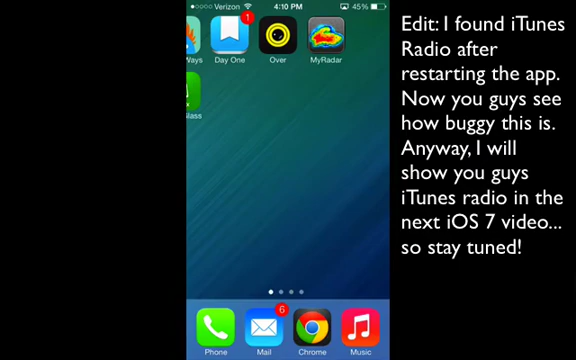 Verizon 4:10 PM 45%
1
Ways Day One Over MyRadar
Glass
6
Phone Mail Chrome Music
Edit: I found iTunes
Radio after
restarting the app.
Now you guys see
how buggy this is.
Anyway, I will
show you guys
iTunes radio in the
next iOS 7 video...
so stay tuned!